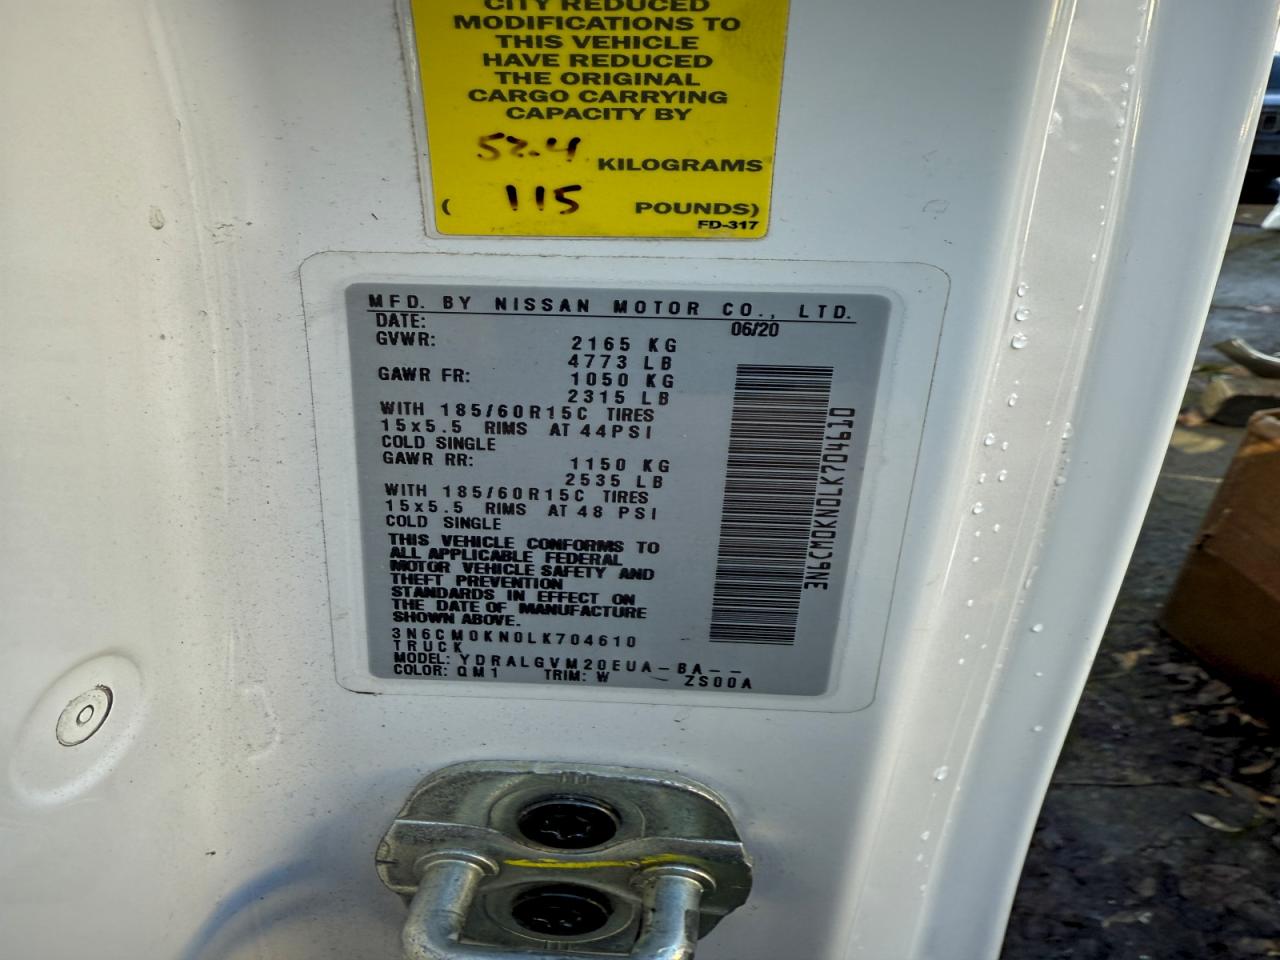 CITY REDUCED
MODIFICATIONS TO
THIS VEHICLE
HAVE REDUCED
THE ORIGINAL
CARGO CARRYING
CAPACITY BY
52.4 KILOGRAMS
( 115 POUNDS)
FD-317
MFD. BY NISSAN MOTOR CO., LTD.
DATE: 06/20
GVWR: 2165 KG
4773 LB
GAWR FR: 1050 KG
2315 LB
WITH 185/60R15C TIRES
15x5.5 RIMS AT 44PSI
COLD SINGLE
GAWR RR: 1150 KG
2535 LB
WITH 185/60R15C TIRES
15x5.5 RIMS AT 48 PSI
COLD SINGLE
THIS VEHICLE CONFORMS TO
ALL APPLICABLE FEDERAL
MOTOR VEHICLE SAFETY AND
THEFT PREVENTION
STANDARDS IN EFFECT ON
THE DATE OF MANUFACTURE
SHOWN ABOVE.
3N6CM0KN0LK704610
TRUCK
MODEL: YDRALGVM20EUA-BA--
COLOR: QM1 TRIM: W - ZS00A
3N6CM0KN0LK704610